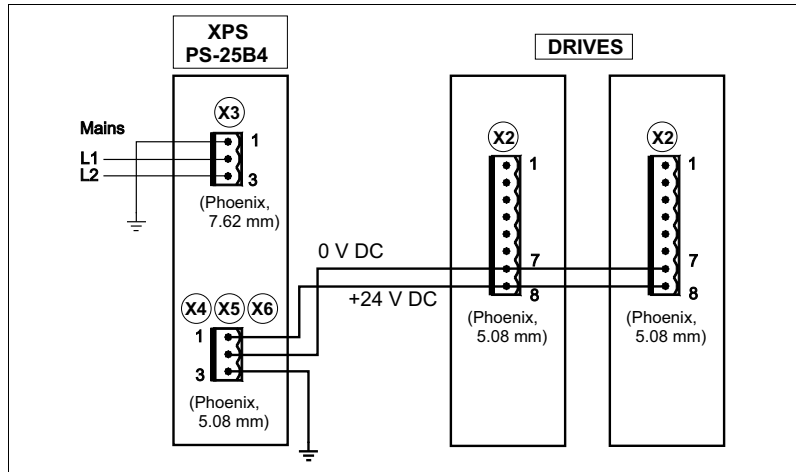 XPS
PS-25B4
DRIVES
X3
Mains
L1
L2
1
3
(Phoenix,
7.62 mm)
X2
1
7
8
(Phoenix,
5.08 mm)
X2
1
7
8
(Phoenix,
5.08 mm)
0 V DC
+24 V DC
X4 X5 X6
1
3
(Phoenix,
5.08 mm)